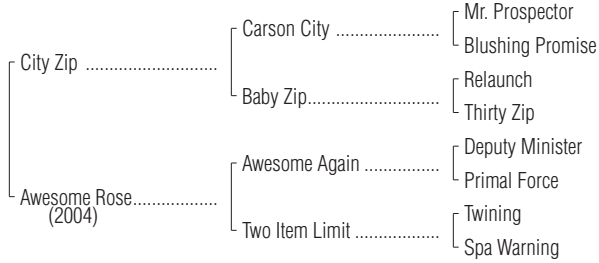 Mr. Prospector
Carson City ..................
Blushing Promise
City Zip .......................
Relaunch
Baby Zip.......................
Thirty Zip
Deputy Minister
Awesome Again .............
Primal Force
Awesome Rose...............
(2004)
Twining
Two Item Limit ...............
Spa Warning